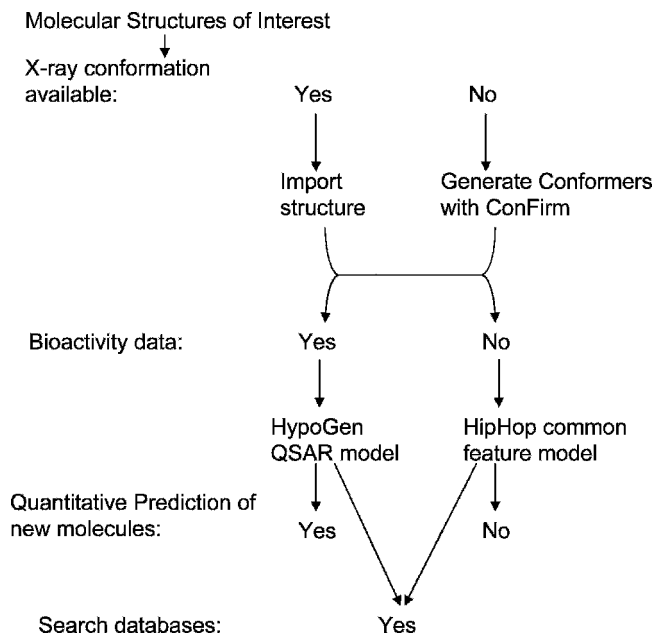 Molecular Structures of Interest
X-ray conformation
available:
Yes
No
Import
structure
Generate Conformers
with ConFirm
Bioactivity data:
Yes
No
HypoGen
QSAR model
HipHop common
feature model
Quantitative Prediction of
new molecules:
Yes
No
Search databases:
Yes